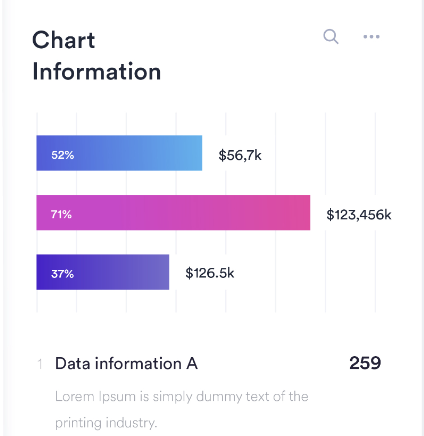 Chart
Information
52%
$56,7k
71%
$123,456k
37%
$126.5k
1 Data information A 259
Lorem Ipsum is simply dummy text of the
printing industry.